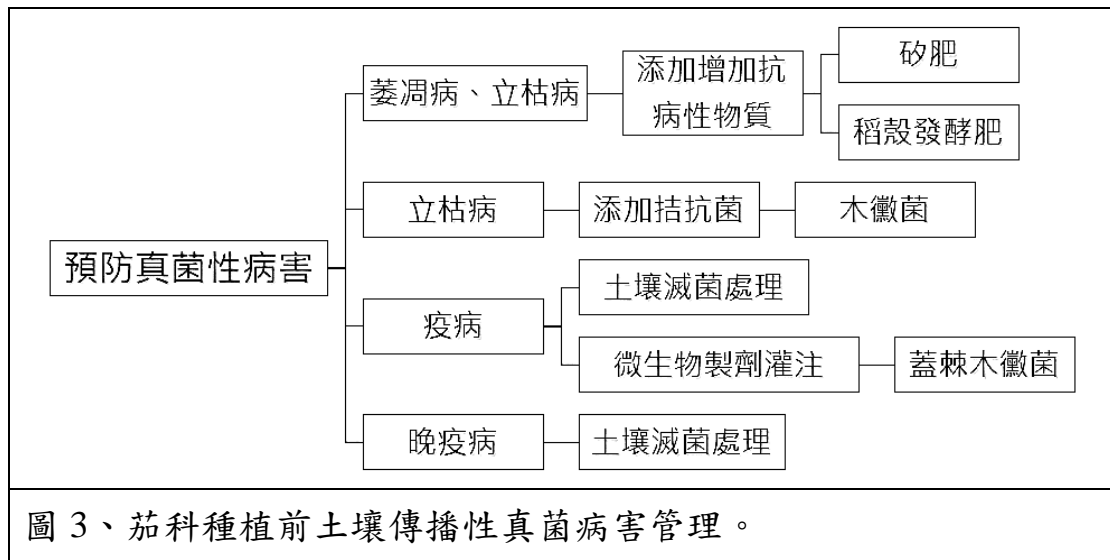 預防真菌性病害
萎凋病、立枯病
添加增加抗
病性物質
矽肥
稻殼發酵肥
立枯病
添加拮抗菌
木黴菌
疫病
土壤滅菌處理
微生物製劑灌注
蓋棘木黴菌
晚疫病
土壤滅菌處理
圖 3、茄科種植前土壤傳播性真菌病害管理。